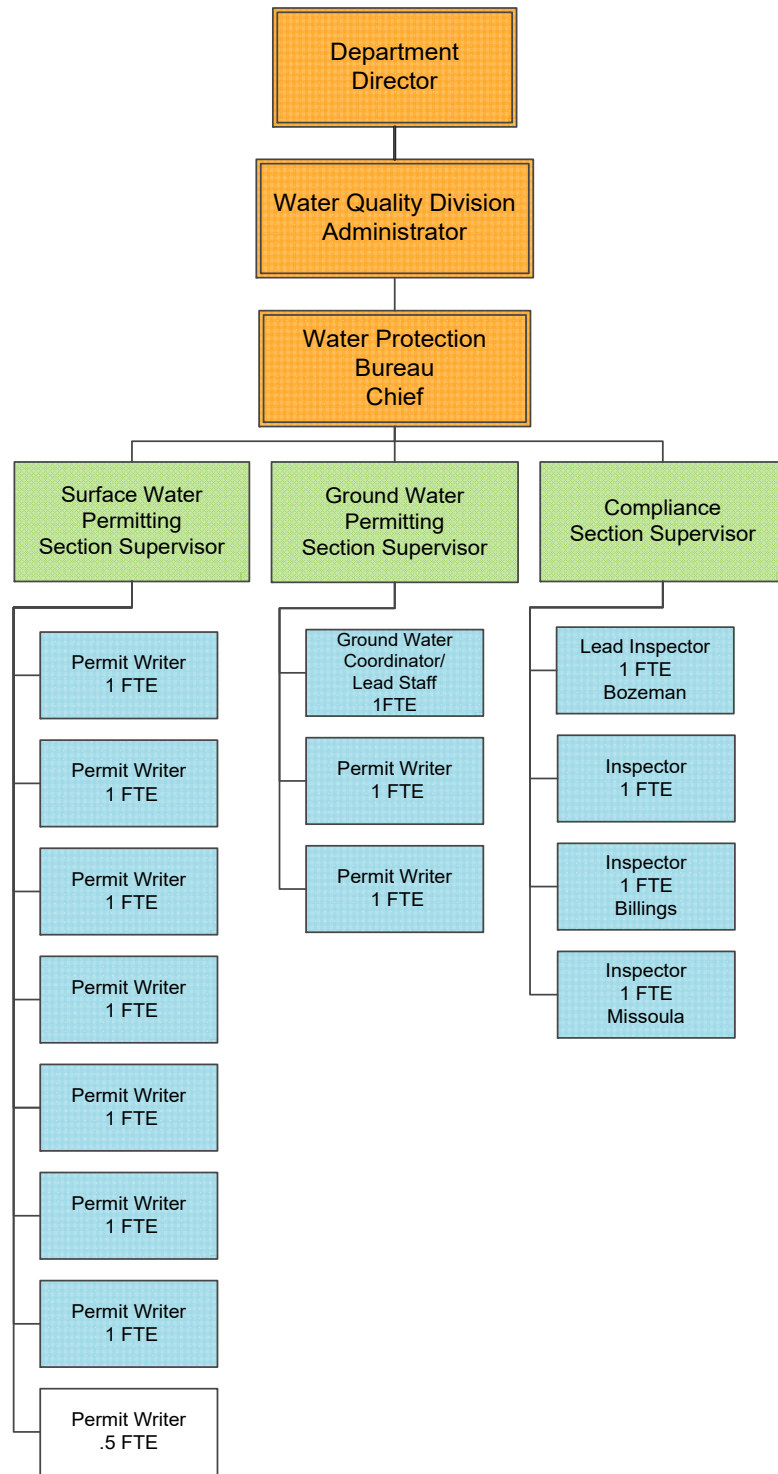 Department
Director
Water Quality Division
Administrator
Water Protection
Bureau
Chief
Surface Water
Permitting
Section Supervisor
Ground Water
Permitting
Section Supervisor
Compliance
Section Supervisor
Permit Writer
1 FTE
Permit Writer
1 FTE
Permit Writer
1 FTE
Permit Writer
1 FTE
Permit Writer
1 FTE
Permit Writer
1 FTE
Permit Writer
1 FTE
Permit Writer
.5 FTE
Ground Water
Coordinator/
Lead Staff
1FTE
Permit Writer
1 FTE
Permit Writer
1 FTE
Lead Inspector
1 FTE
Bozeman
Inspector
1 FTE
Inspector
1 FTE
Billings
Inspector
1 FTE
Missoula